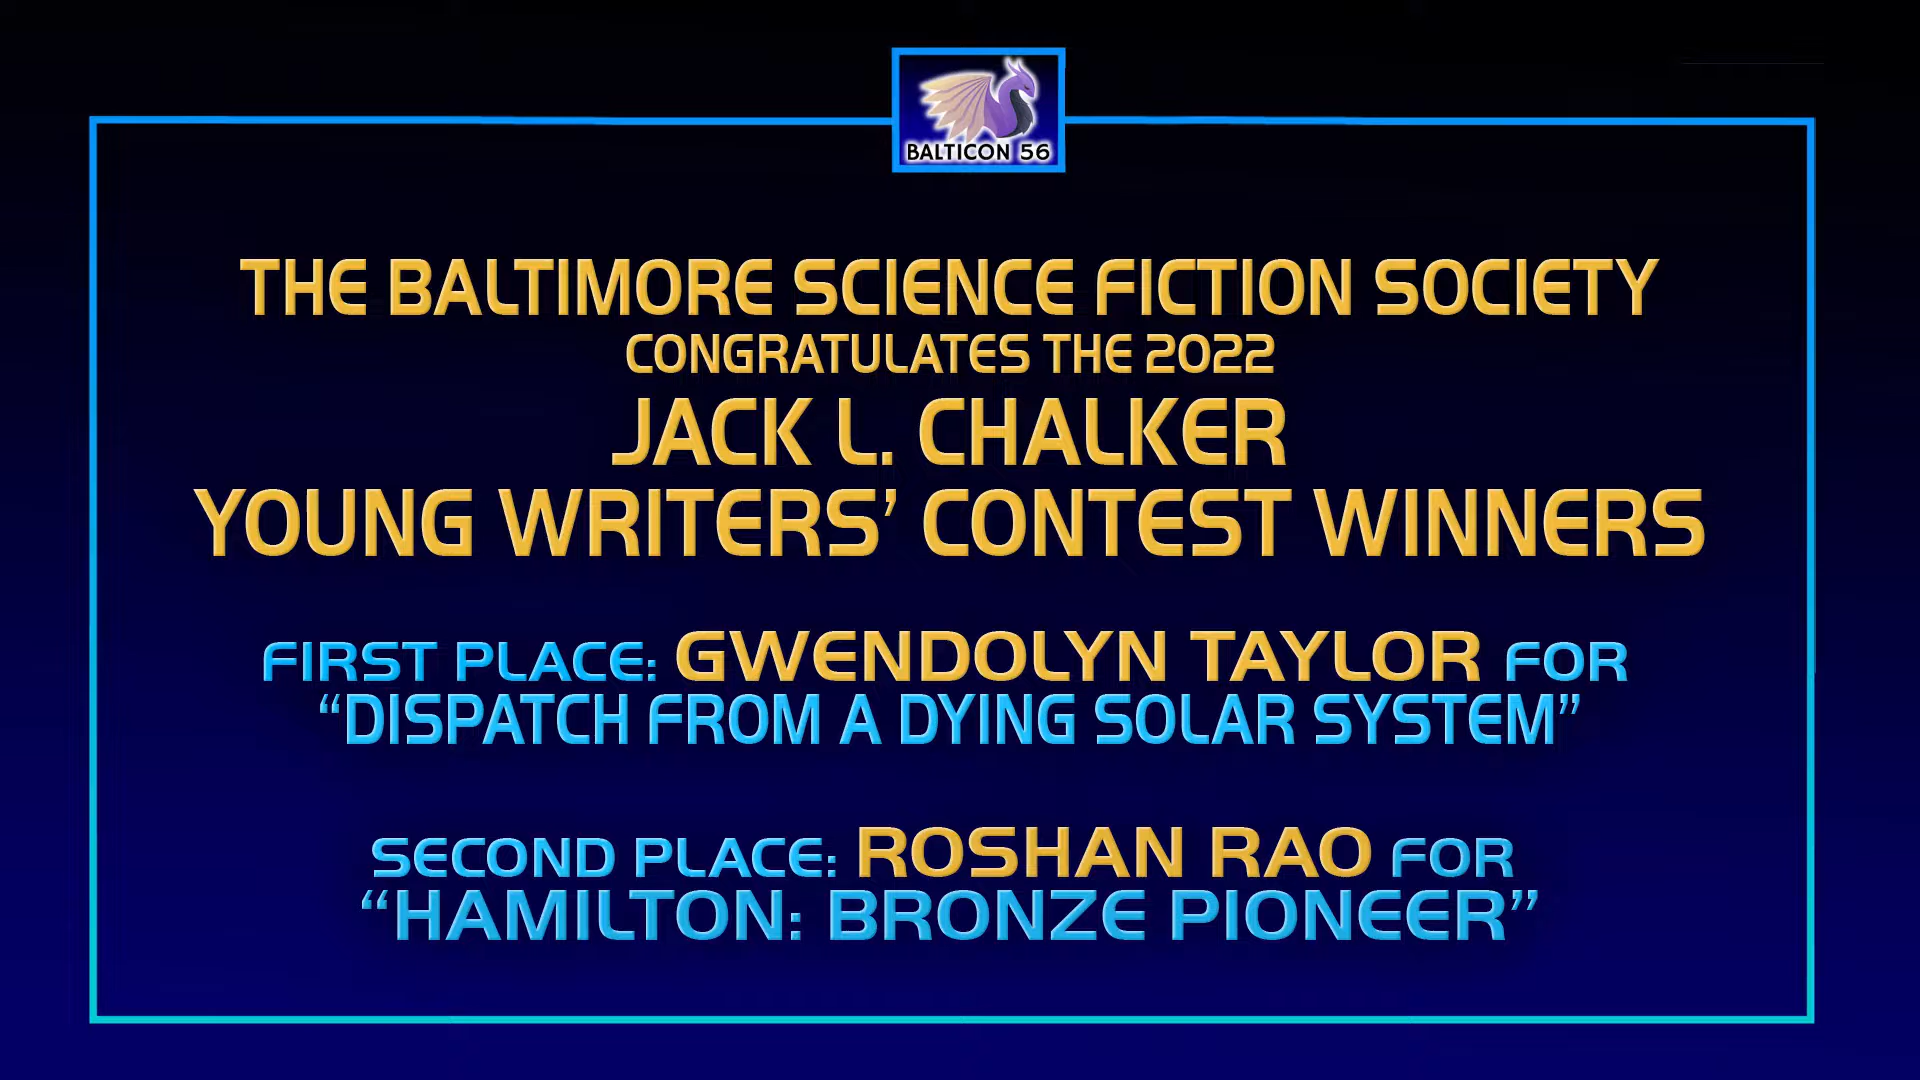 BALTICON 56
THE BALTIMORE SCIENCE FICTION SOCIETY
CONGRATULATES THE 2022
JACK L. CHALKER
YOUNG WRITERS’ CONTEST WINNERS
FIRST PLACE: GWENDOLYN TAYLOR FOR
“DISPATCH FROM A DYING SOLAR SYSTEM”
SECOND PLACE: ROSHAN RAO FOR
“HAMILTON: BRONZE PIONEER”